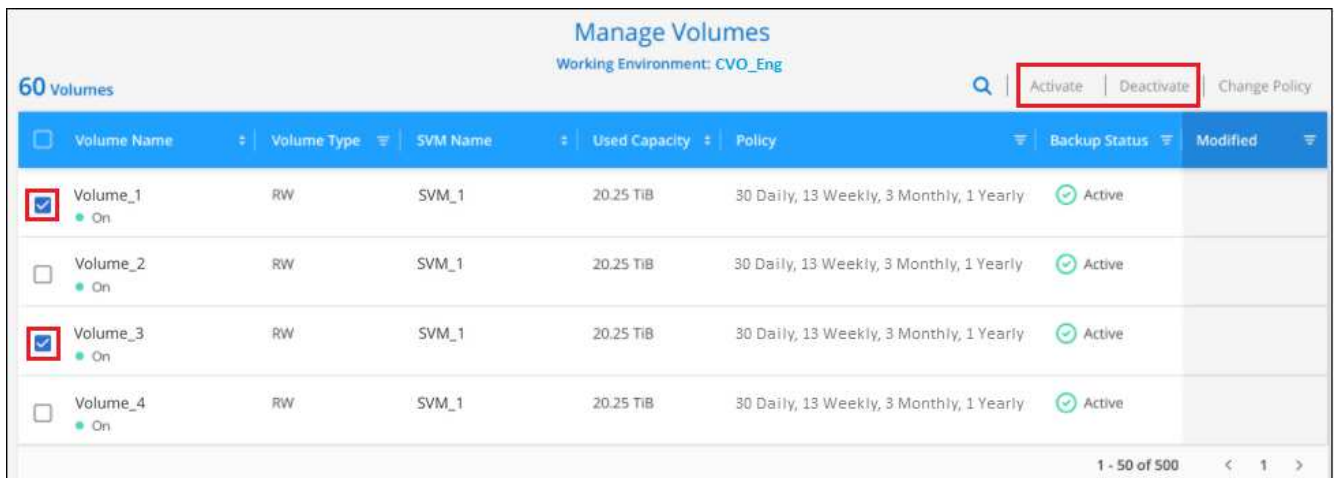 Manage Volumes
Working Environment: CVO_Eng
60 Volumes
Activate | Deactivate | Change Policy
Volume Name Volume Type SVM Name Used Capacity Policy Backup Status Modified
Volume_1 RW SVM_1 20.25 TiB 30 Daily, 13 Weekly, 3 Monthly, 1 Yearly Active
On
Volume_2 RW SVM_1 20.25 TiB 30 Daily, 13 Weekly, 3 Monthly, 1 Yearly Active
On
Volume_3 RW SVM_1 20.25 TiB 30 Daily, 13 Weekly, 3 Monthly, 1 Yearly Active
On
Volume_4 RW SVM_1 20.25 TiB 30 Daily, 13 Weekly, 3 Monthly, 1 Yearly Active
On
1 - 50 of 500 < 1 >